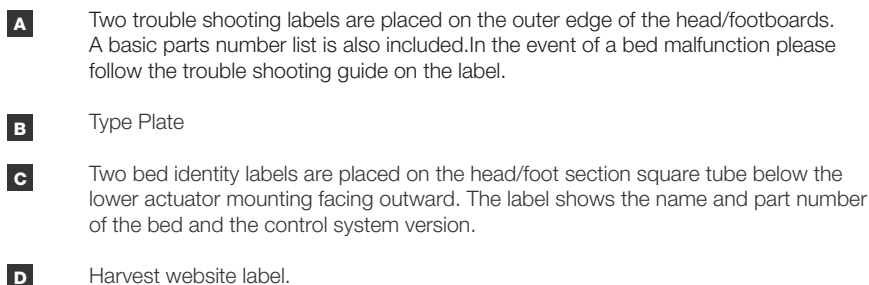 A Two trouble shooting labels are placed on the outer edge of the head/footboards.
A basic parts number list is also included.In the event of a bed malfunction please
follow the trouble shooting guide on the label.
B Type Plate
C Two bed identity labels are placed on the head/foot section square tube below the
lower actuator mounting facing outward. The label shows the name and part number
of the bed and the control system version.
D Harvest website label.